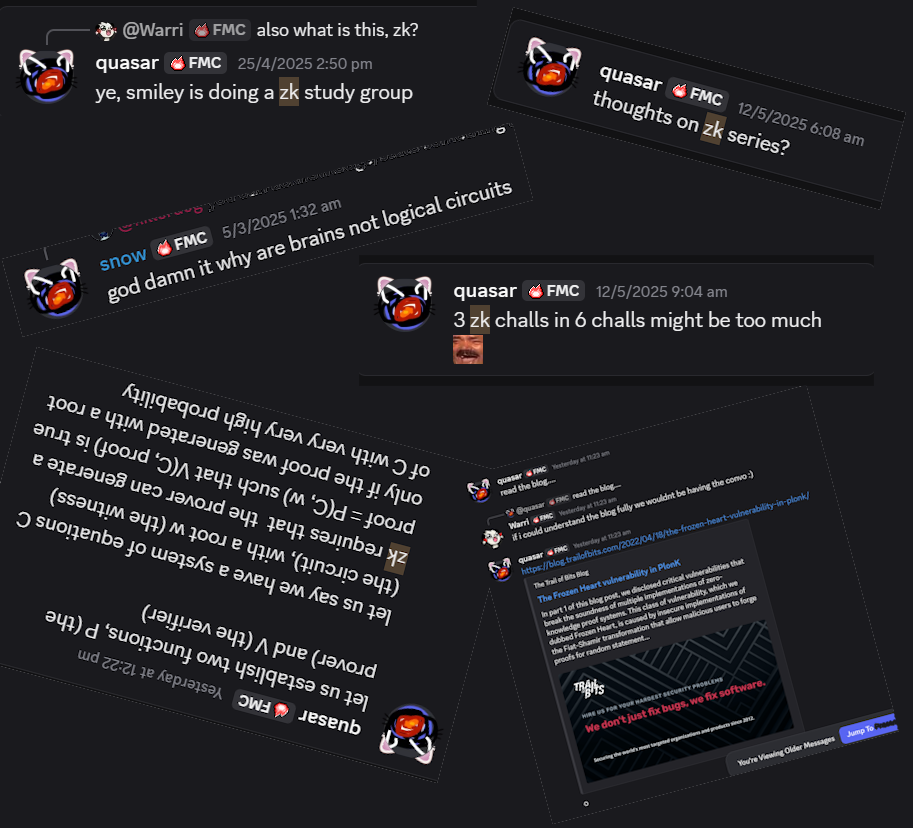 @Warri FMC also what is this, zk?
quasar FMC 25/4/2025 2:50 pm
ye, smiley is doing a zk study group
quasar FMC 12/5/2025 6:08 am
thoughts on zk series?
snow FMC 5/3/2025 1:32 am
god damn it why are brains not logical circuits
quasar FMC 12/5/2025 9:04 am
3 zk challs in 6 challs might be too much
quasar FMC Yesterday at 12:22 pm
let us establish two functions, P (the
prover) and V (the verifier)
let us say we have a system of equations C
(the circuit), with a root w (the witness)
zk requires that the prover can generate a
proof = P(C, w) such that V(C, proof) is true
only if the proof was generated with a root
of C with very very high probability
quasar FMC Yesterday at 11:23 am
read the blog....
@quasar FMC read the blog....
Warri FMC Yesterday at 11:23 am
if i could understand the blog fully we wouldnt be having the convo :)
quasar FMC Yesterday at 11:23 am
https://blog.trailofbits.com/2022/04/18/the-frozen-heart-vulnerability-in-plonk/
The Trail of Bits Blog
The Frozen Heart vulnerability in PlonK
In part 1 of this blog post, we disclosed critical vulnerabilities that
break the soundness of multiple implementations of zero-
knowledge proof systems. This class of vulnerability, which we
dubbed Frozen Heart, is caused by insecure implementations of
the Fiat-Shamir transformation that allow malicious users to forge
proofs for random statement...
TRAIL
OF BITS
HIRE US FOR YOUR HARDEST SECURITY PROBLEMS
We don't just fix bugs, we fix software.
Securing the world's most targeted organizations and products since 2012.
You're Viewing Older Messages
Jump To